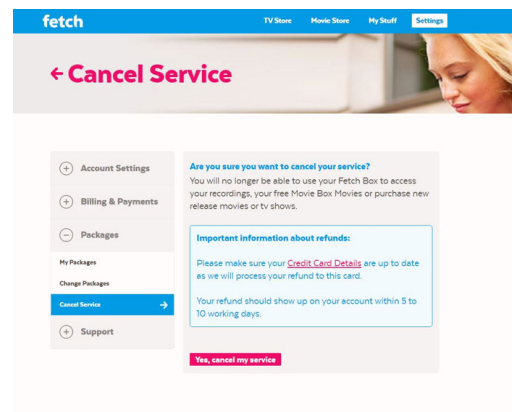 fetch
TV Store Movie Store My Stuff Settings
← Cancel Service
Account Settings
Billing & Payments
Packages
My Packages
Change Packages
Cancel Service →
Support
Are you sure you want to cancel your service?
You will no longer be able to use your Fetch Box to access
your recordings, your free Movie Box Movies or purchase new
release movies or tv shows.
Important information about refunds:
Please make sure your Credit Card Details are up to date
as we will process your refund to this card.
Your refund should show up on your account within 5 to
10 working days.
Yes, cancel my service